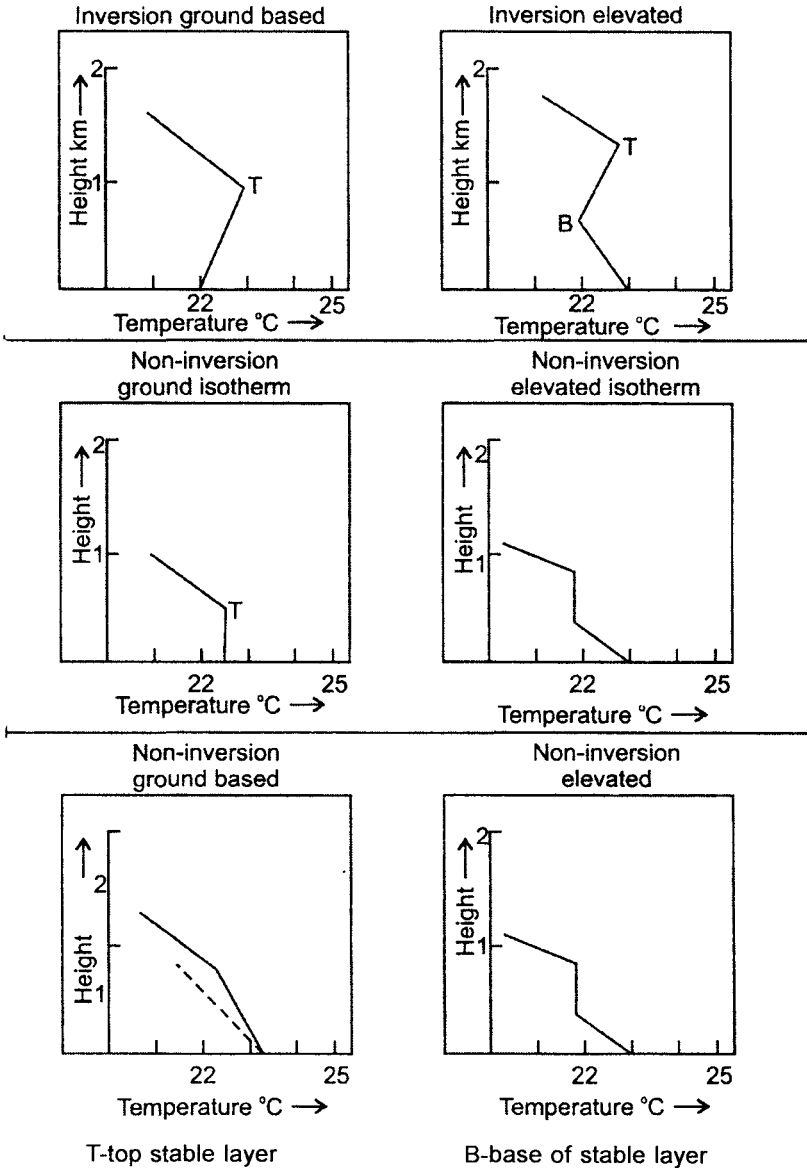 Inversion ground based
2
1
Height km
T
22 25
Temperature °C
Inversion elevated
2
1
Height km
T
B
22 25
Temperature °C
Non-inversion
ground isotherm
2
1
Height
T
22 25
Temperature °C
Non-inversion
elevated isotherm
2
1
Height
22 25
Temperature °C
Non-inversion
ground based
2
1
Height
22 25
Temperature °C
Non-inversion
elevated
2
1
Height
22 25
Temperature °C
T-top stable layer
B-base of stable layer